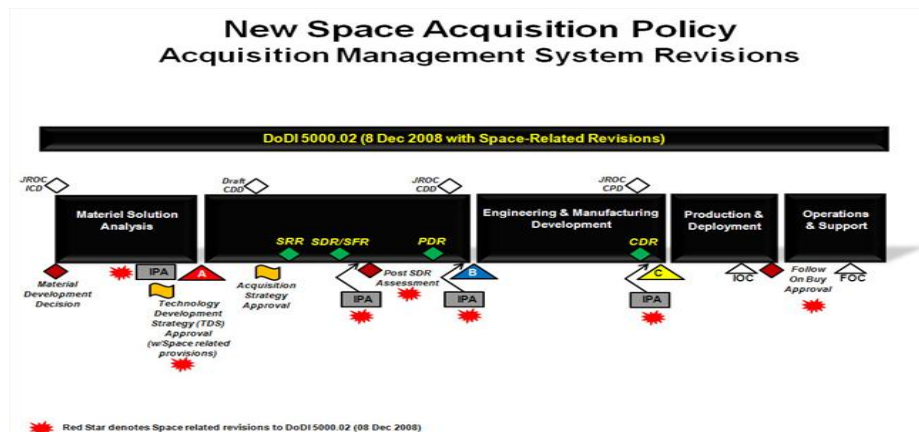 New Space Acquisition Policy
Acquisition Management System Revisions
DoDI 5000.02 (8 Dec 2008 with Space-Related Revisions)
JROC
ICD
Draft
CDD
JROC
CDD
JROC
CPD
Materiel Solution
Analysis
Engineering & Manufacturing
Development
Production &
Deployment
Operations
& Support
SRR
SDR/SFR
PDR
CDR
Material
Development
Decision
IPA
A
Technology
Development
Strategy (TDS)
Approval
(w/Space related
provisions)
Acquisition
Strategy
Approval
IPA
Post SDR
Assessment
B
IPA
C
IPA
IOC
Follow
On Buy
Approval
FOC
Red Star denotes Space related revisions to DoDI 5000.02 (08 Dec 2008)